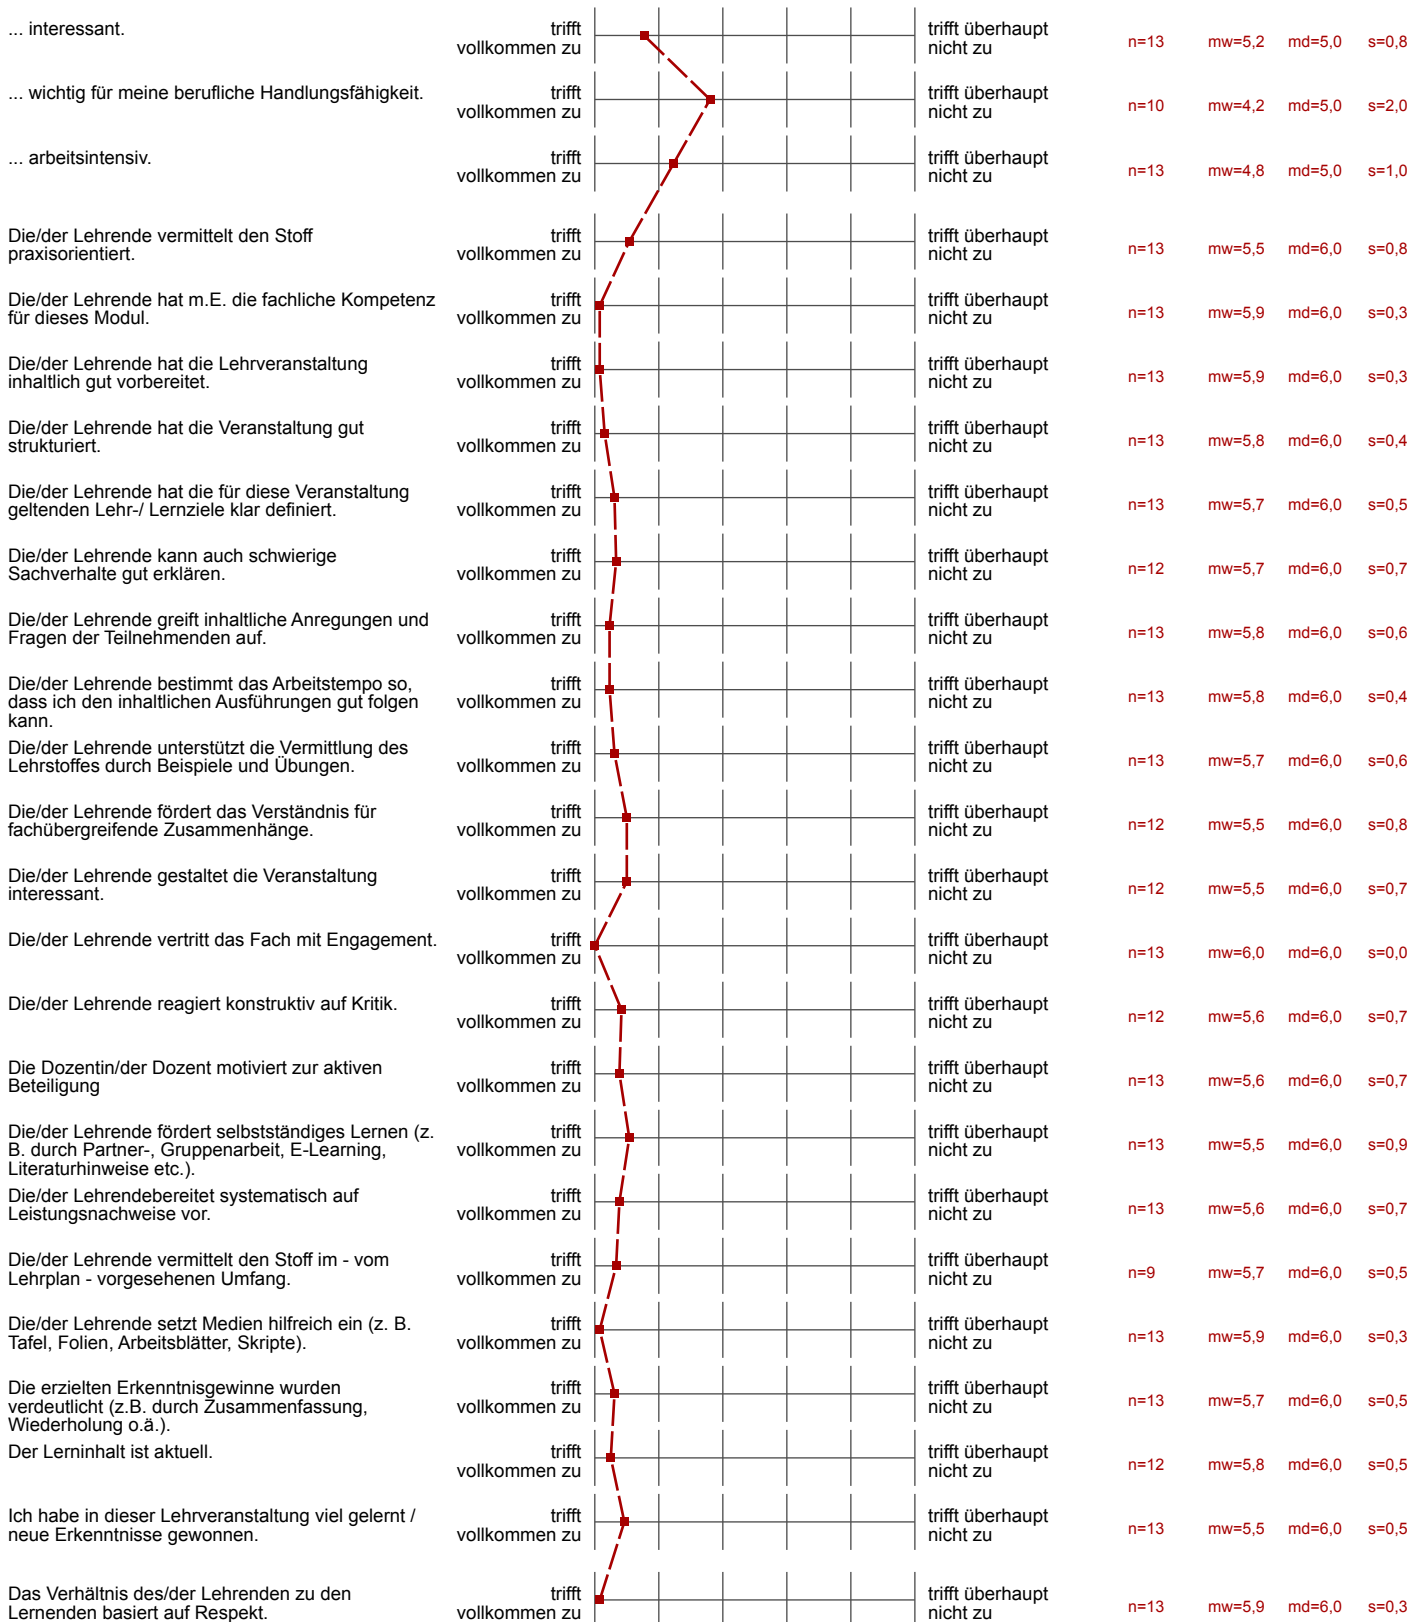 ... interessant.
trifft
vollkommen zu
trifft überhaupt
nicht zu
n=13 mw=5,2 md=5,0 s=0,8
... wichtig für meine berufliche Handlungsfähigkeit.
trifft
vollkommen zu
trifft überhaupt
nicht zu
n=10 mw=4,2 md=5,0 s=2,0
... arbeitsintensiv.
trifft
vollkommen zu
trifft überhaupt
nicht zu
n=13 mw=4,8 md=5,0 s=1,0
Die/der Lehrende vermittelt den Stoff
praxisorientiert.
trifft
vollkommen zu
trifft überhaupt
nicht zu
n=13 mw=5,5 md=6,0 s=0,8
Die/der Lehrende hat m.E. die fachliche Kompetenz
für dieses Modul.
trifft
vollkommen zu
trifft überhaupt
nicht zu
n=13 mw=5,9 md=6,0 s=0,3
Die/der Lehrende hat die Lehrveranstaltung
inhaltlich gut vorbereitet.
trifft
vollkommen zu
trifft überhaupt
nicht zu
n=13 mw=5,9 md=6,0 s=0,3
Die/der Lehrende hat die Veranstaltung gut
strukturiert.
trifft
vollkommen zu
trifft überhaupt
nicht zu
n=13 mw=5,8 md=6,0 s=0,4
Die/der Lehrende hat die für diese Veranstaltung
geltenden Lehr-/ Lernziele klar definiert.
trifft
vollkommen zu
trifft überhaupt
nicht zu
n=13 mw=5,7 md=6,0 s=0,5
Die/der Lehrende kann auch schwierige
Sachverhalte gut erklären.
trifft
vollkommen zu
trifft überhaupt
nicht zu
n=12 mw=5,7 md=6,0 s=0,7
Die/der Lehrende greift inhaltliche Anregungen und
Fragen der Teilnehmenden auf.
trifft
vollkommen zu
trifft überhaupt
nicht zu
n=13 mw=5,8 md=6,0 s=0,6
Die/der Lehrende bestimmt das Arbeitstempo so,
dass ich den inhaltlichen Ausführungen gut folgen
kann.
trifft
vollkommen zu
trifft überhaupt
nicht zu
n=13 mw=5,8 md=6,0 s=0,4
Die/der Lehrende unterstützt die Vermittlung des
Lehrstoffes durch Beispiele und Übungen.
trifft
vollkommen zu
trifft überhaupt
nicht zu
n=13 mw=5,7 md=6,0 s=0,6
Die/der Lehrende fördert das Verständnis für
fachübergreifende Zusammenhänge.
trifft
vollkommen zu
trifft überhaupt
nicht zu
n=12 mw=5,5 md=6,0 s=0,8
Die/der Lehrende gestaltet die Veranstaltung
interessant.
trifft
vollkommen zu
trifft überhaupt
nicht zu
n=12 mw=5,5 md=6,0 s=0,7
Die/der Lehrende vertritt das Fach mit Engagement.
trifft
vollkommen zu
trifft überhaupt
nicht zu
n=13 mw=6,0 md=6,0 s=0,0
Die/der Lehrende reagiert konstruktiv auf Kritik.
trifft
vollkommen zu
trifft überhaupt
nicht zu
n=12 mw=5,6 md=6,0 s=0,7
Die Dozentin/der Dozent motiviert zur aktiven
Beteiligung
trifft
vollkommen zu
trifft überhaupt
nicht zu
n=13 mw=5,6 md=6,0 s=0,7
Die/der Lehrende fördert selbstständiges Lernen (z.
B. durch Partner-, Gruppenarbeit, E-Learning,
Literaturhinweise etc.).
trifft
vollkommen zu
trifft überhaupt
nicht zu
n=13 mw=5,5 md=6,0 s=0,9
Die/der Lehrendebereitet systematisch auf
Leistungsnachweise vor.
trifft
vollkommen zu
trifft überhaupt
nicht zu
n=13 mw=5,6 md=6,0 s=0,7
Die/der Lehrende vermittelt den Stoff im - vom
Lehrplan - vorgesehenen Umfang.
trifft
vollkommen zu
trifft überhaupt
nicht zu
n=9 mw=5,7 md=6,0 s=0,5
Die/der Lehrende setzt Medien hilfreich ein (z. B.
Tafel, Folien, Arbeitsblätter, Skripte).
trifft
vollkommen zu
trifft überhaupt
nicht zu
n=13 mw=5,9 md=6,0 s=0,3
Die erzielten Erkenntnisgewinne wurden
verdeutlicht (z.B. durch Zusammenfassung,
Wiederholung o.ä.).
trifft
vollkommen zu
trifft überhaupt
nicht zu
n=13 mw=5,7 md=6,0 s=0,5
Der Lerninhalt ist aktuell.
trifft
vollkommen zu
trifft überhaupt
nicht zu
n=12 mw=5,8 md=6,0 s=0,5
Ich habe in dieser Lehrveranstaltung viel gelernt /
neue Erkenntnisse gewonnen.
trifft
vollkommen zu
trifft überhaupt
nicht zu
n=13 mw=5,5 md=6,0 s=0,5
Das Verhältnis des/der Lehrenden zu den
Lernenden basiert auf Respekt.
trifft
vollkommen zu
trifft überhaupt
nicht zu
n=13 mw=5,9 md=6,0 s=0,3